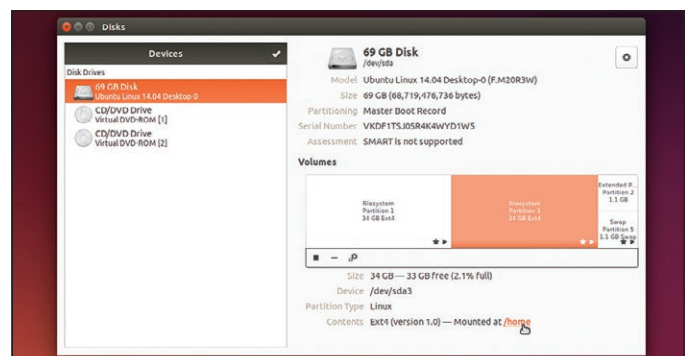 Disks
Devices
Disk Drives
69 GB Disk
Ubuntu Linux 14.04 Desktop-0
CD/DVD Drive
Virtual DVD-ROM [1]
CD/DVD Drive
Virtual DVD-ROM [2]
69 GB Disk
/dev/sda
Model Ubuntu Linux 14.04 Desktop-0 (F.M20R3W)
Size 69 GB (68,719,476,736 bytes)
Partitioning Master Boot Record
Serial Number VKDF1TSJ0SR4K4WYD1W5
Assessment SMART is not supported
Volumes
Filesystem
Partition 1
34 GB Ext4
Filesystem
Partition 3
34 GB Ext4
Extended P...
Partition 2
1.1 GB
Swap
Partition 5
1.1 GB Swap
Size 34 GB — 33 GB free (2.1% full)
Device /dev/sda3
Partition Type Linux
Contents Ext4 (version 1.0) — Mounted at /home